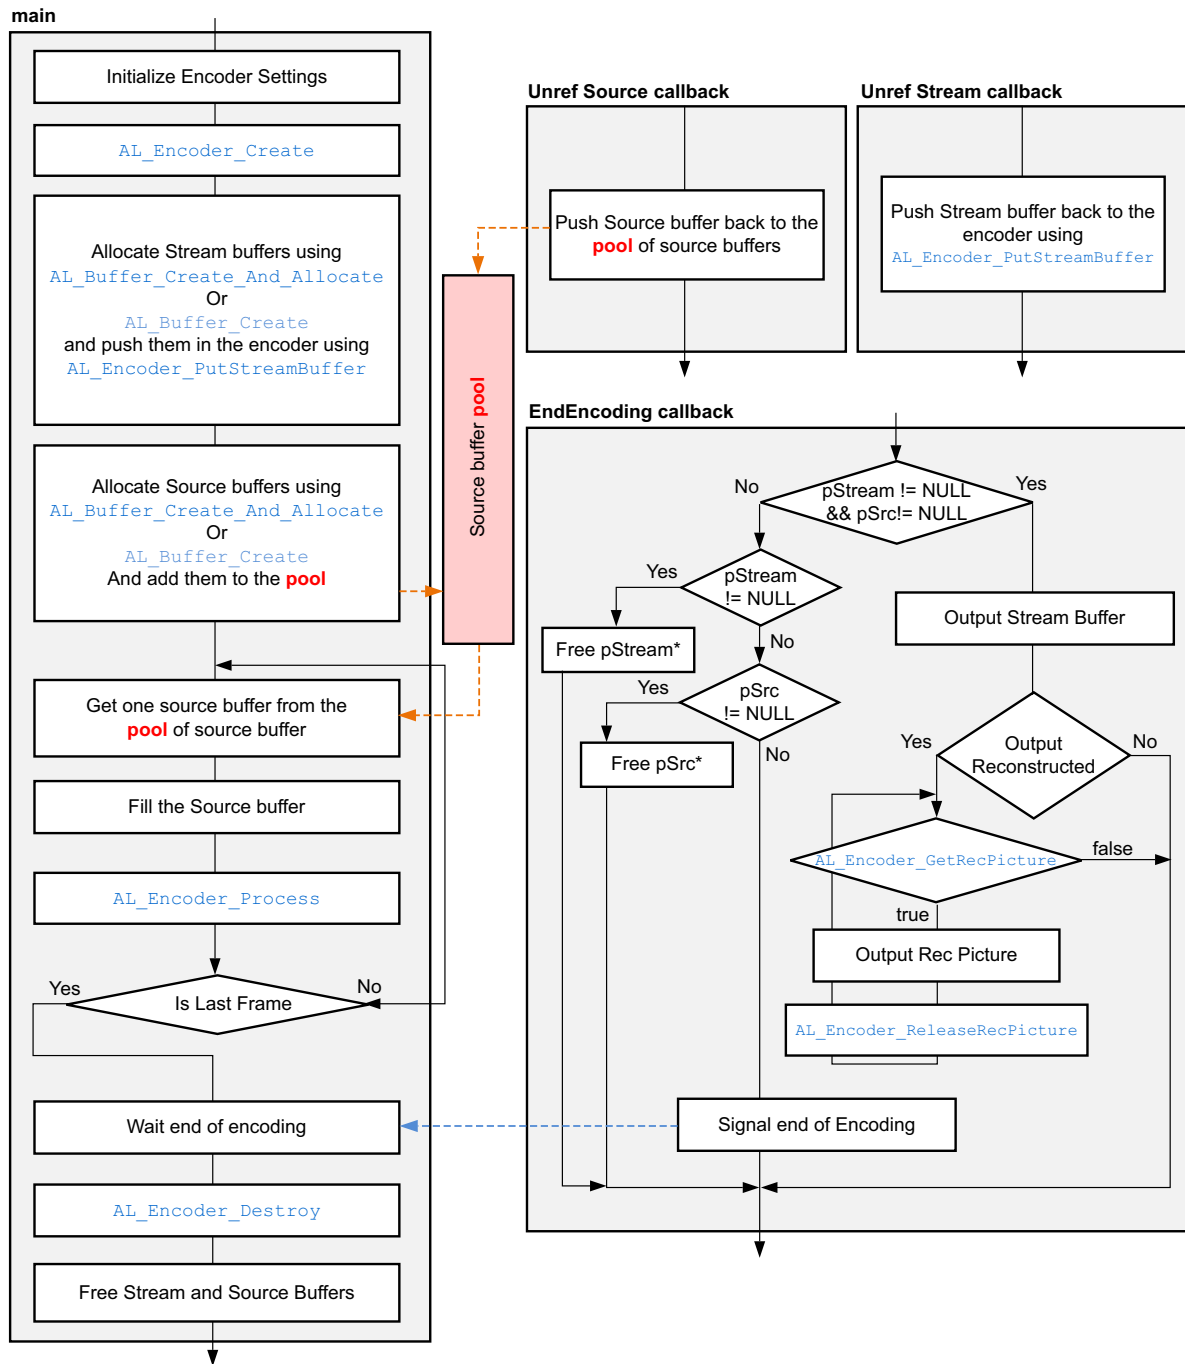 main
Initialize Encoder Settings
AL_Encoder_Create
Allocate Stream buffers using
AL_Buffer_Create_And_Allocate
Or
AL_Buffer_Create
and push them in the encoder using
AL_Encoder_PutStreamBuffer
Allocate Source buffers using
AL_Buffer_Create_And_Allocate
Or
AL_Buffer_Create
And add them to the pool
Get one source buffer from the
pool of source buffer
Fill the Source buffer
AL_Encoder_Process
Yes
Is Last Frame
No
Wait end of encoding
AL_Encoder_Destroy
Free Stream and Source Buffers
Source buffer pool
Unref Source callback
Push Source buffer back to the
pool of source buffers
Unref Stream callback
Push Stream buffer back to the
encoder using
AL_Encoder_PutStreamBuffer
EndEncoding callback
No
pStream != NULL
&& pSrc!= NULL
Yes
Yes
pStream
!= NULL
No
Free pStream*
Yes
pSrc
!= NULL
No
Free pSrc*
Output Stream Buffer
Yes
Output
Reconstructed
No
AL_Encoder_GetRecPicture
false
true
Output Rec Picture
AL_Encoder_ReleaseRecPicture
Signal end of Encoding